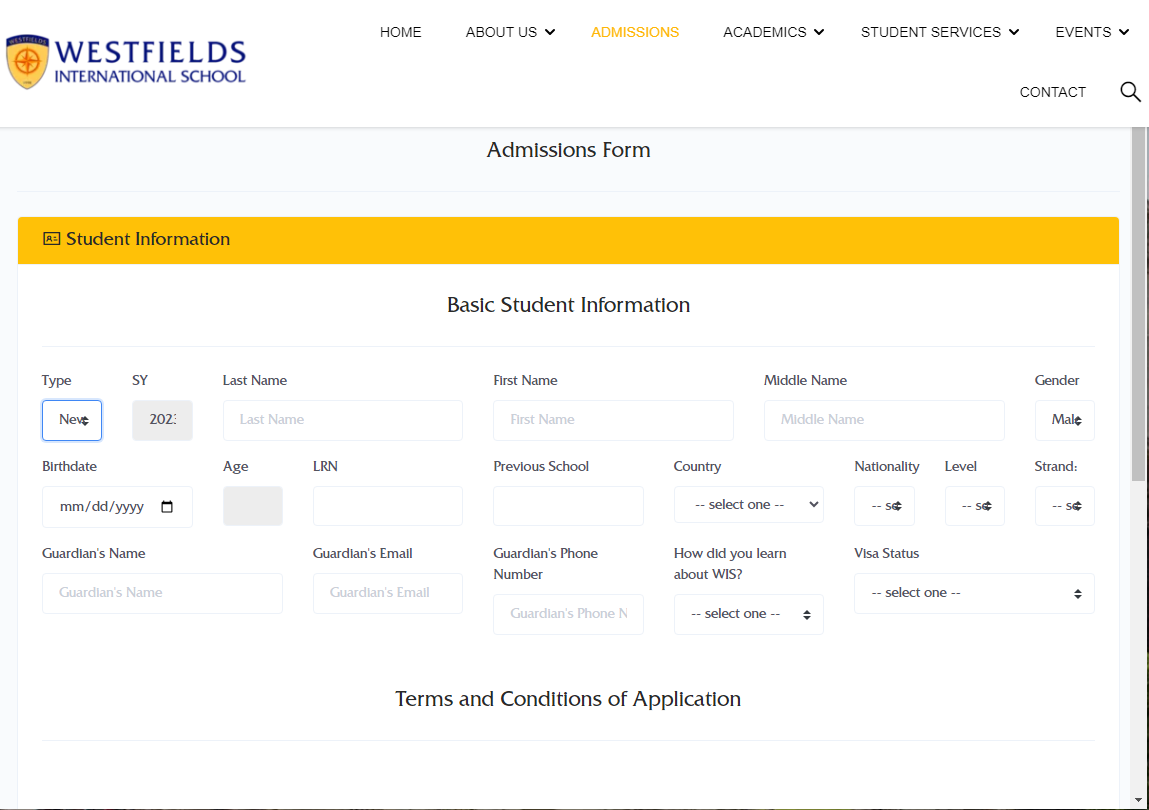 HOME ABOUT US ADMISSIONS ACADEMICS STUDENT SERVICES EVENTS
WESTFIELDS
WESTFIELDS
INTERNATIONAL SCHOOL
CONTACT
Admissions Form
Student Information
Basic Student Information
Type SY Last Name First Name Middle Name Gender
New 2023 Last Name First Name Middle Name Male
Birthdate Age LRN Previous School Country Nationality Level Strand:
mm/dd/yyyy -- select one -- -- se -- se -- se
Guardian's Name Guardian's Email Guardian's Phone How did you learn Visa Status
Number about WIS?
Guardian's Name Guardian's Email -- select one --
Guardian's Phone N -- select one --
Terms and Conditions of Application